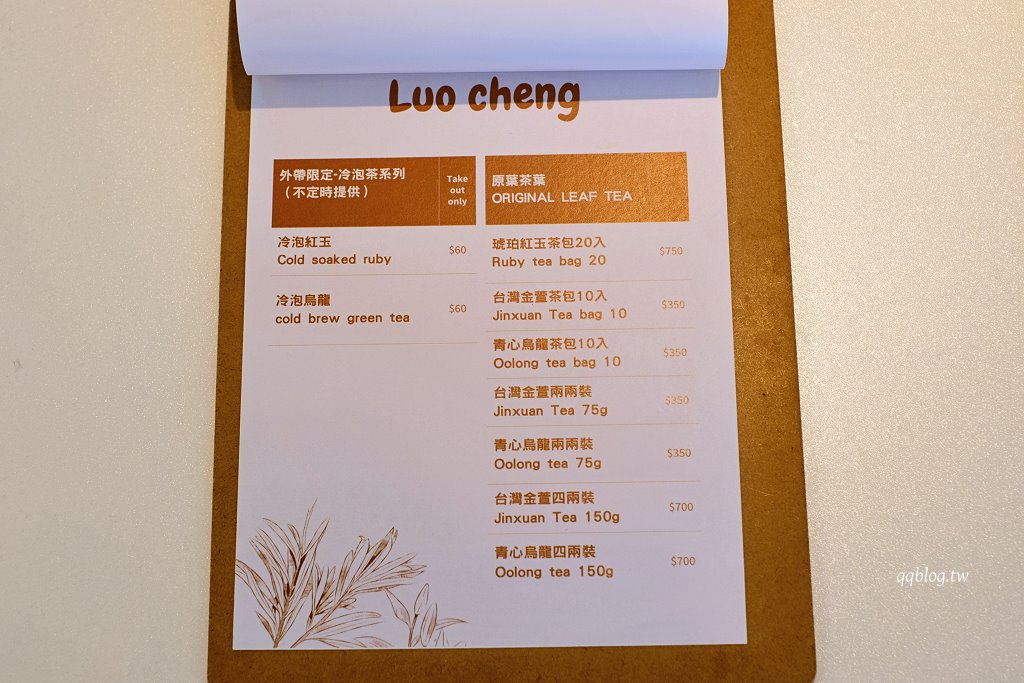 Luo cheng
外帶限定-冷泡茶系列
（不定時提供）
Take
out
only
冷泡紅玉
Cold soaked ruby
$60
冷泡烏龍
cold brew green tea
$60
原葉茶葉
ORIGINAL LEAF TEA
琥珀紅玉茶包20入
Ruby tea bag 20
$750
台灣金萱茶包10入
Jinxuan Tea bag 10
$350
青心烏龍茶包10入
Oolong tea bag 10
$350
台灣金萱兩兩裝
Jinxuan Tea 75g
$350
青心烏龍兩兩裝
Oolong tea 75g
$350
台灣金萱四兩裝
Jinxuan Tea 150g
$700
青心烏龍四兩裝
Oolong tea 150g
$700
qqblog.tw